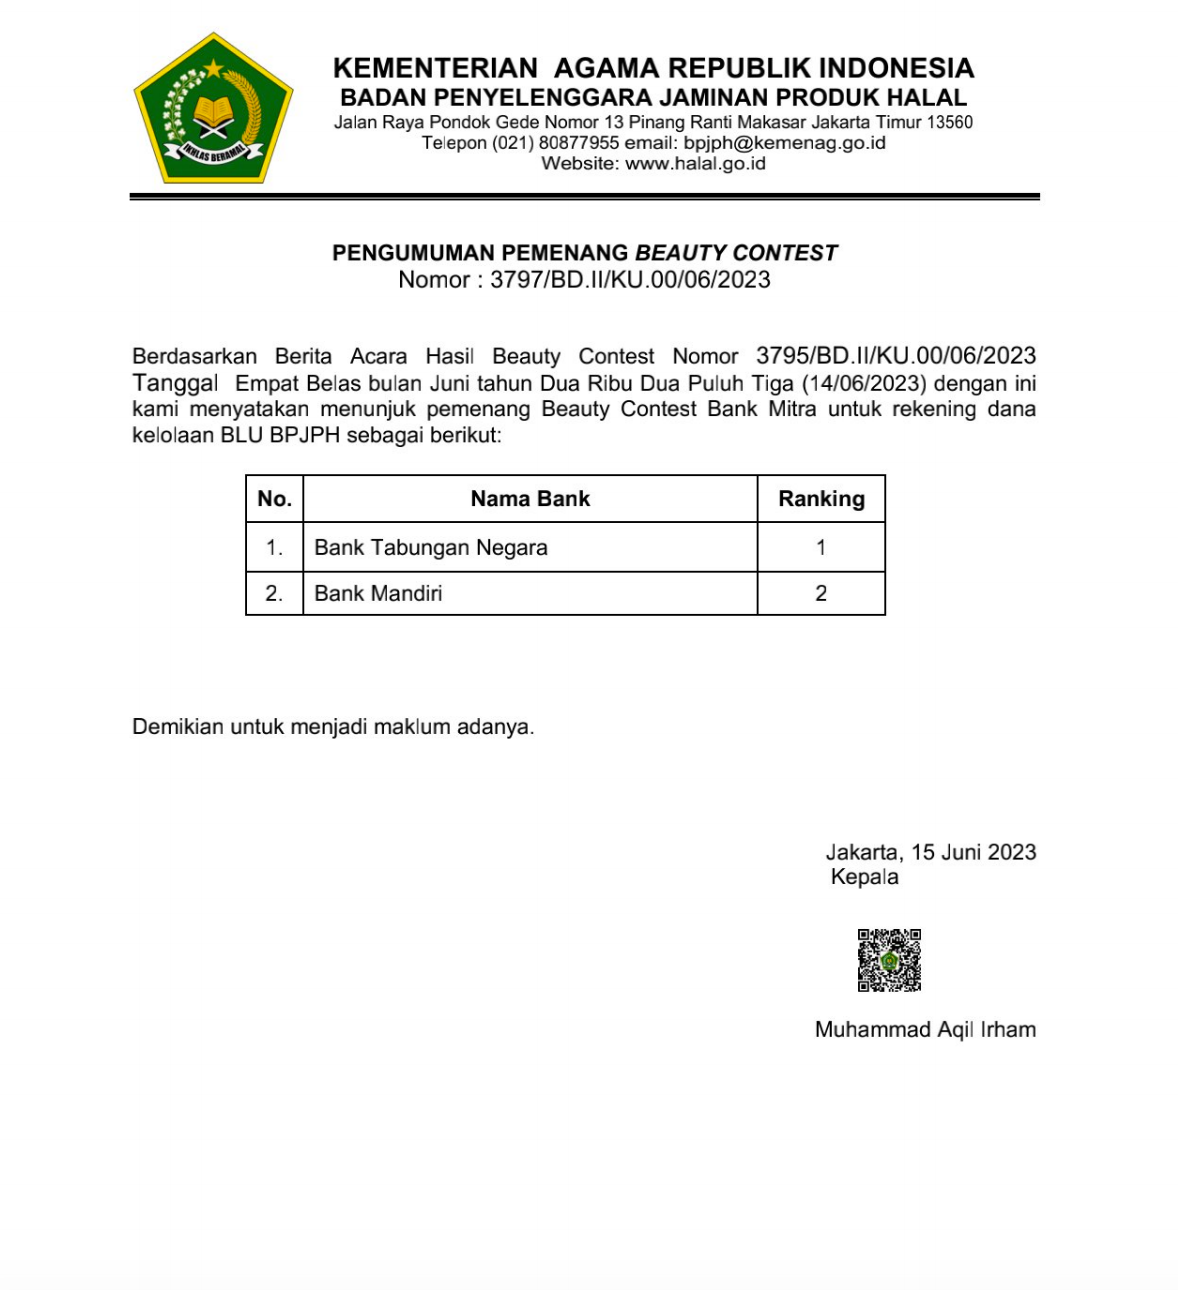 IKHLAS BERAMAL
KEMENTERIAN AGAMA REPUBLIK INDONESIA
BADAN PENYELENGGARA JAMINAN PRODUK HALAL
Jalan Raya Pondok Gede Nomor 13 Pinang Ranti Makasar Jakarta Timur 13560
Telepon (021) 80877955 email: bpjph@kemenag.go.id
Website: www.halal.go.id
PENGUMUMAN PEMENANG BEAUTY CONTEST
Nomor : 3797/BD.II/KU.00/06/2023
Berdasarkan Berita Acara Hasil Beauty Contest Nomor 3795/BD.II/KU.00/06/2023
Tanggal Empat Belas bulan Juni tahun Dua Ribu Dua Puluh Tiga (14/06/2023) dengan ini
kami menyatakan menunjuk pemenang Beauty Contest Bank Mitra untuk rekening dana
kelolaan BLU BPJPH sebagai berikut:
No. Nama Bank Ranking
1. Bank Tabungan Negara 1
2. Bank Mandiri 2
Demikian untuk menjadi maklum adanya.
Jakarta, 15 Juni 2023
Kepala
Muhammad Aqil Irham